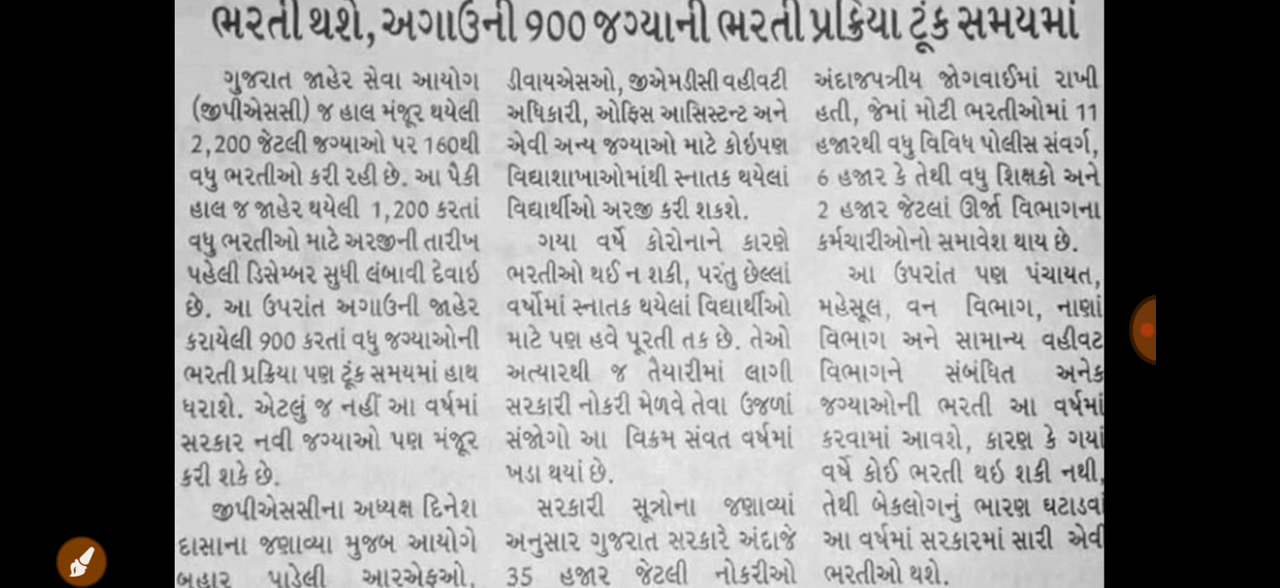 ભરતી થશે, અગાઉની 900 જગ્યાની ભરતી પ્રક્રિયા ટૂંક સમયમાં
ગુજરાત જાહેર સેવા આયોગ
(જીપીએસસી) જ હાલ મંજૂર થયેલી
2,200 જેટલી જગ્યાઓ પર 160થી
વધુ ભરતીઓ કરી રહી છે. આ પૈકી
હાલ જ જાહેર થયેલી 1,200 કરતાં
વધુ ભરતીઓ માટે અરજીની તારીખ
પહેલી ડિસેમ્બર સુધી લંબાવી દેવાઇ
છે. આ ઉપરાંત અગાઉની જાહેર
કરાયેલી 900 કરતાં વધુ જગ્યાઓની
ભરતી પ્રક્રિયા પણ ટૂંક સમયમાં હાથ
ધરાશે. એટલું જ નહીં આ વર્ષમાં
સરકાર નવી જગ્યાઓ પણ મંજૂર
કરી શકે છે.
જીપીએસસીના અધ્યક્ષ દિનેશ
દાસાના જણાવ્યા મુજબ આયોગે
બહાર પાડેલી આરએફઓ,
ડીવાયએસઓ, જીએમડીસી વહીવટી
અધિકારી, ઓફિસ આસિસ્ટન્ટ અને
એવી અન્ય જગ્યાઓ માટે કોઇપણ
વિદ્યાશાખાઓમાંથી સ્નાતક થયેલાં
વિદ્યાર્થીઓ અરજી કરી શકશે.
ગયા વર્ષે કોરોનાને કારણે
ભરતીઓ થઈ ન શકી, પરંતુ છેલ્લાં
વર્ષોમાં સ્નાતક થયેલાં વિદ્યાર્થીઓ
માટે પણ હવે પૂરતી તક છે. તેઓ
અત્યારથી જ તૈયારીમાં લાગી
સરકારી નોકરી મેળવે તેવા ઉજળાં
સંજોગો આ વિક્રમ સંવત વર્ષમાં
ખડા થયાં છે.
સરકારી સૂત્રોના જણાવ્યાં
અનુસાર ગુજરાત સરકારે અંદાજે
35 હજાર જેટલી નોકરીઓ
અંદાજપત્રીય જોગવાઈમાં રાખી
હતી, જેમાં મોટી ભરતીઓમાં 11
હજારથી વધુ વિવિધ પોલીસ સંવર્ગ,
6 હજાર કે તેથી વધુ શિક્ષકો અને
2 હજાર જેટલાં ઊર્જા વિભાગના
કર્મચારીઓનો સમાવેશ થાય છે.
આ ઉપરાંત પણ પંચાયત,
મહેસૂલ, વન વિભાગ, નાણાં
વિભાગ અને સામાન્ય વહીવટ
વિભાગને સંબંધિત અનેક
જગ્યાઓની ભરતી આ વર્ષમાં
કરવામાં આવશે, કારણ કે ગયાં
વર્ષે કોઈ ભરતી થઇ શકી નથી,
તેથી બેકલોગનું ભારણ ઘટાડવા
આ વર્ષમાં સરકારમાં સારી એવી
ભરતીઓ થશે.